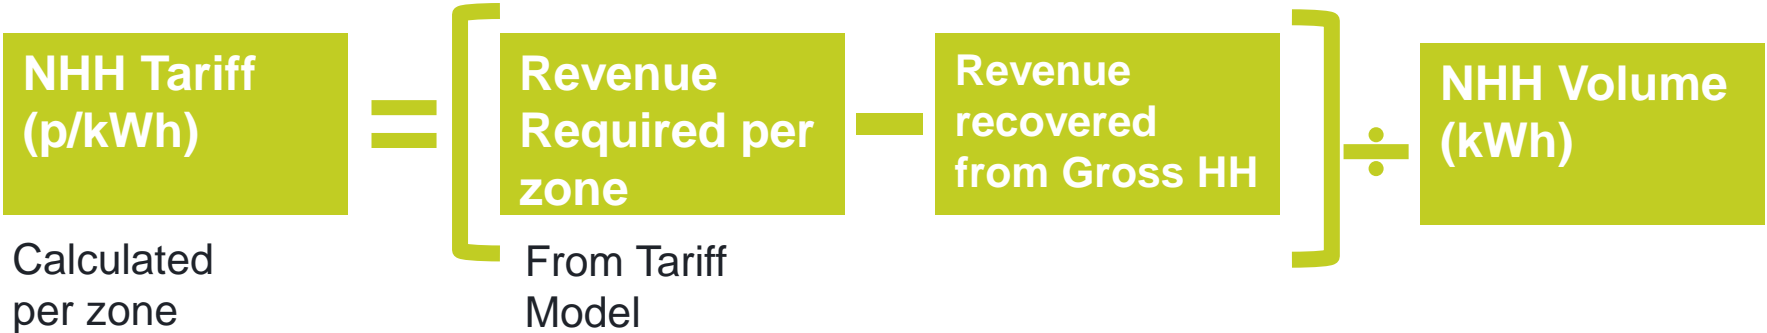 NHH Tariff
(p/kWh)
=
[
Revenue
Required per
zone
−
Revenue
recovered
from Gross HH
]
÷
NHH Volume
(kWh)
Calculated
per zone
From Tariff
Model